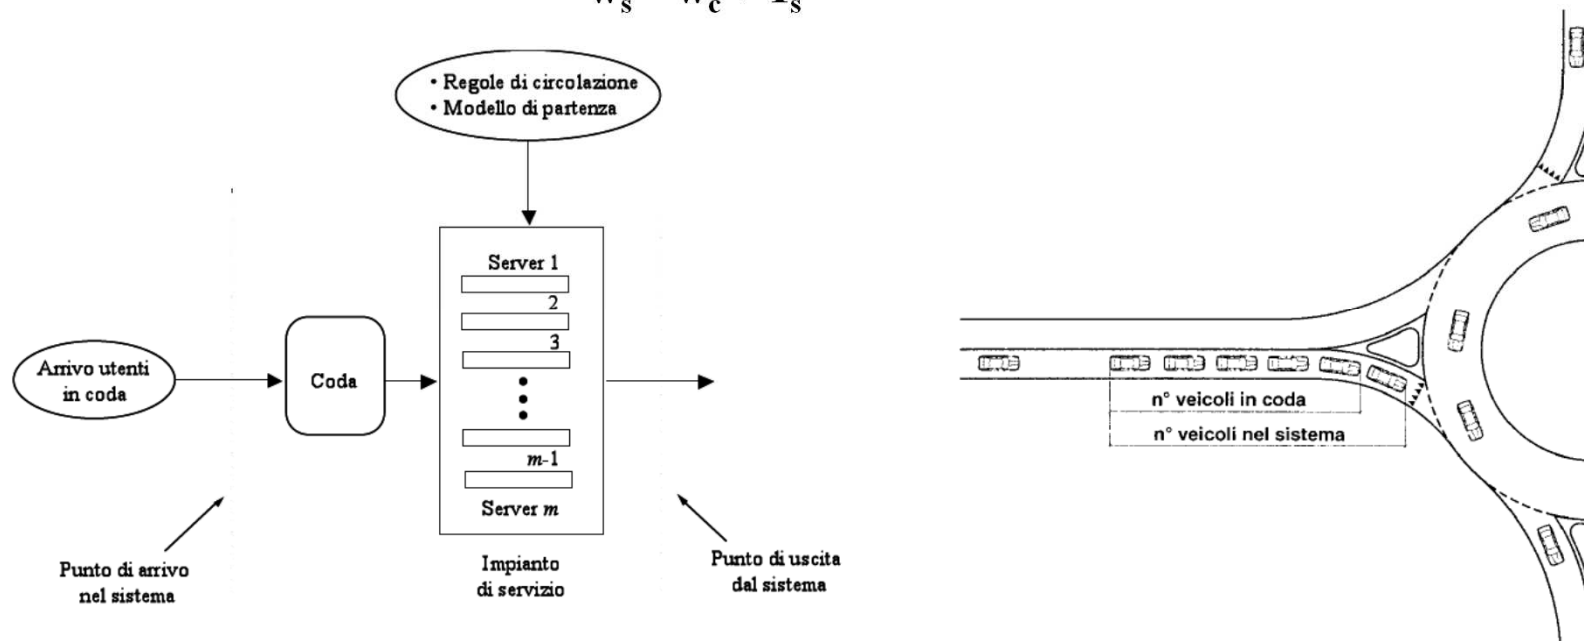 • Regole di circolazione
• Modello di partenza
Server 1
2
3
m-1
Server m
Arrivo utenti
in coda
Coda
Punto di arrivo
nel sistema
Impianto
di servizio
Punto di uscita
dal sistema
n° veicoli in coda
n° veicoli nel sistema